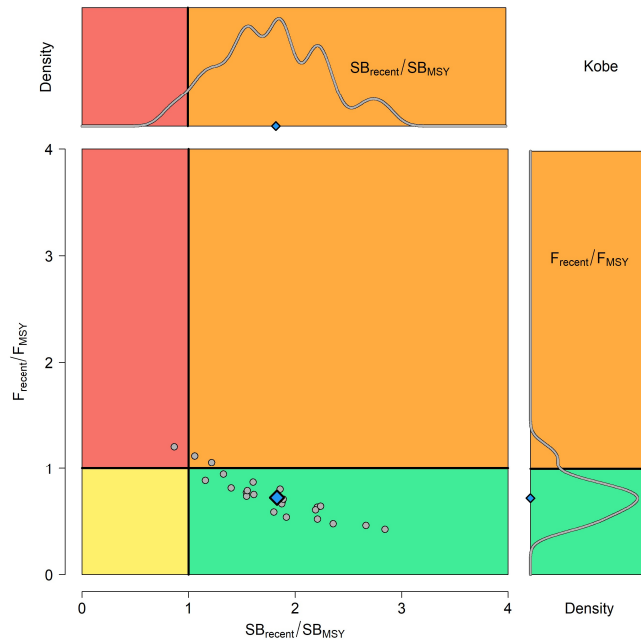 Density
SBrecent/SBMSY
Kobe
4
3
2
1
0
Frecent/FMSY
Frecent/FMSY
0
1
2
3
4
SBrecent/SBMSY
Density